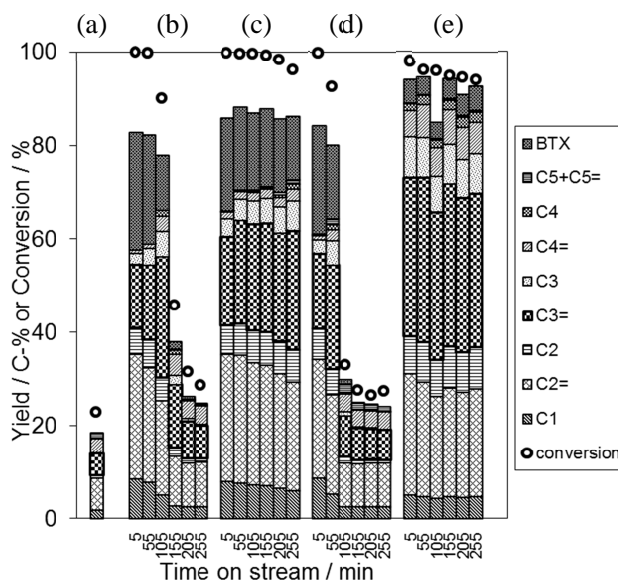 (a) (b) (c) (d) (e)
100
80
60
40
20
0
Yield / C-% or Conversion / %
5 55 105 155 205 255 5 55 105 155 205 255 5 55 105 155 205 255 5 55 105 155 205 255
Time on stream / min
BTX
C5+C5=
C4
C4=
C3
C3=
C2
C2=
C1
conversion